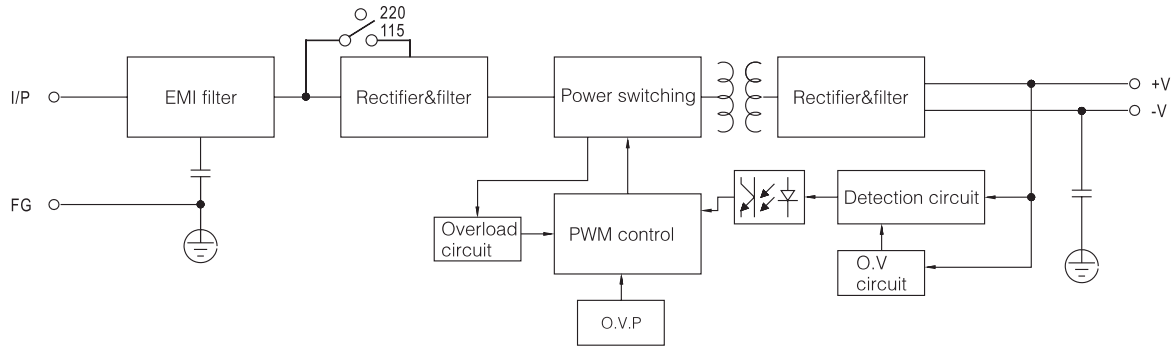 220
115
I/P
EMI filter
Rectifier&filter
Power switching
Rectifier&filter
+V
-V
FG
Overload
circuit
PWM control
Detection circuit
O.V
circuit
O.V.P